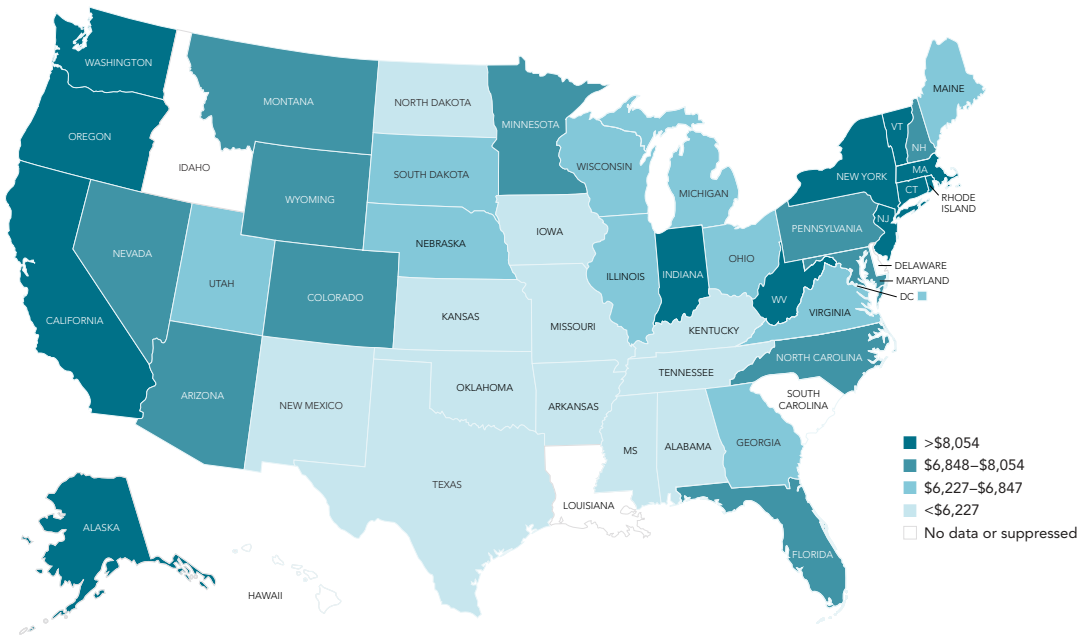 WASHINGTON
OREGON
CALIFORNIA
NEVADA
IDAHO
MONTANA
WYOMING
UTAH
COLORADO
ARIZONA
NEW MEXICO
NORTH DAKOTA
SOUTH DAKOTA
NEBRASKA
KANSAS
OKLAHOMA
TEXAS
MINNESOTA
IOWA
MISSOURI
ARKANSAS
LOUISIANA
WISCONSIN
ILLINOIS
MICHIGAN
INDIANA
OHIO
KENTUCKY
TENNESSEE
MS
ALABAMA
GEORGIA
FLORIDA
SOUTH
CAROLINA
NORTH CAROLINA
VIRGINIA
WV
PENNSYLVANIA
NEW YORK
VT
NH
MAINE
MA
CT
RHODE
ISLAND
NJ
DELAWARE
MARYLAND
DC
ALASKA
HAWAII
>$8,054
$6,848–$8,054
$6,227–$6,847
<$6,227
No data or suppressed